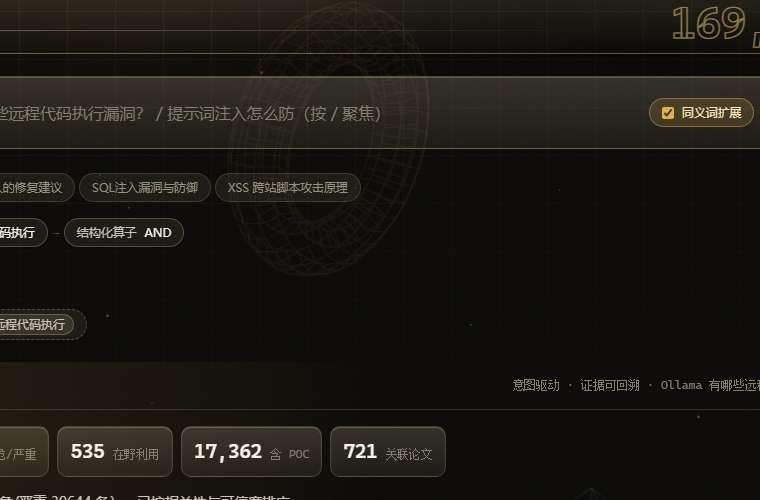 169
远程代码执行漏洞？ / 提示词注入怎么防（按 / 聚焦） 同义词扩展
的修复建议 SQL注入漏洞与防御 XSS 跨站脚本攻击原理
码执行 — 结构化算子 AND
远程代码执行
意图驱动 · 证据可回溯 · Ollama 有哪些远程
/严重 535 在野利用 17,362 含 POC 721 关联论文